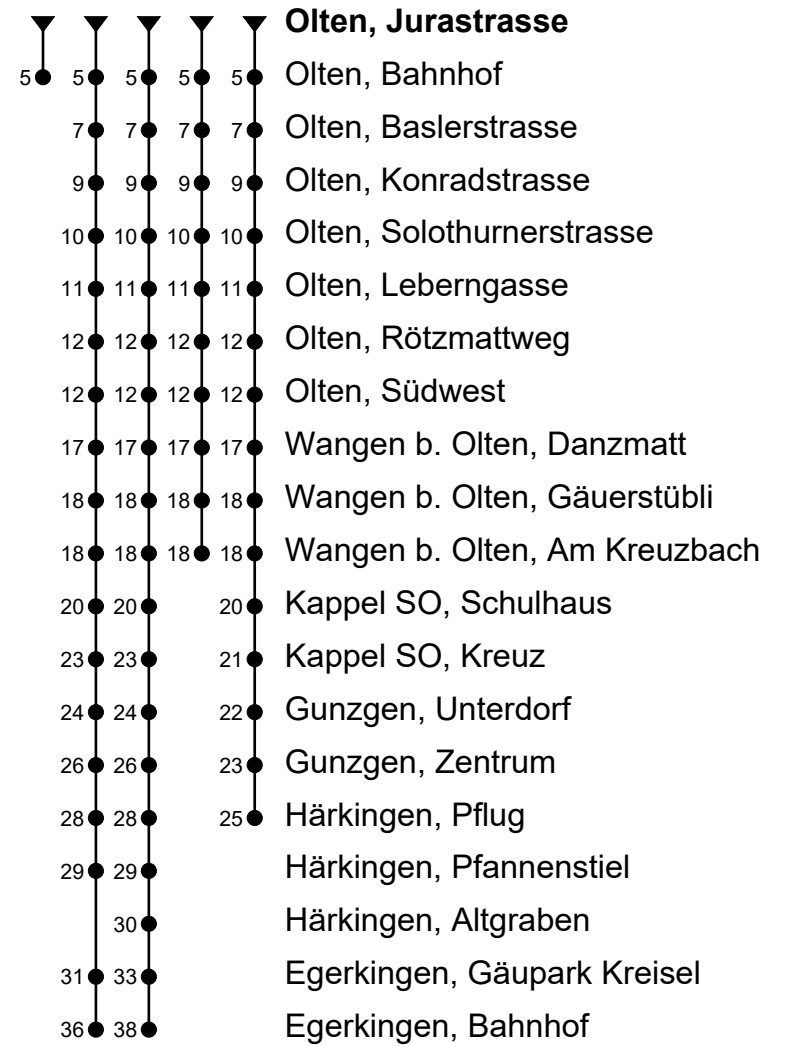 Olten, Jurastrasse
5 5 5 5 5 Olten, Bahnhof
7 7 7 7 Olten, Baslerstrasse
9 9 9 9 Olten, Konradstrasse
10 10 10 10 Olten, Solothurnerstrasse
11 11 11 11 Olten, Leberngasse
12 12 12 12 Olten, Rötzmattweg
12 12 12 12 Olten, Südwest
17 17 17 17 Wangen b. Olten, Danzmatt
18 18 18 18 Wangen b. Olten, Gäuerstübli
18 18 18 18 Wangen b. Olten, Am Kreuzbach
20 20 20 Kappel SO, Schulhaus
23 23 21 Kappel SO, Kreuz
24 24 22 Gunzgen, Unterdorf
26 26 23 Gunzgen, Zentrum
28 28 25 Härkingen, Pflug
29 29 Härkingen, Pfannenstiel
30 Härkingen, Altgraben
31 33 Egerkingen, Gäupark Kreisel
36 38 Egerkingen, Bahnhof